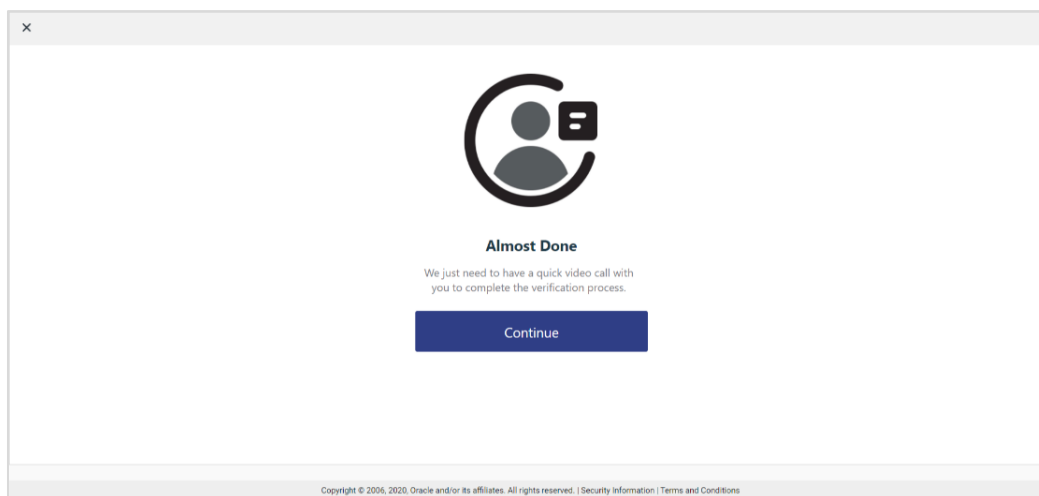 Almost Done
We just need to have a quick video call with
you to complete the verification process.
Continue
Copyright © 2006, 2020, Oracle and/or its affiliates. All rights reserved. | Security Information | Terms and Conditions